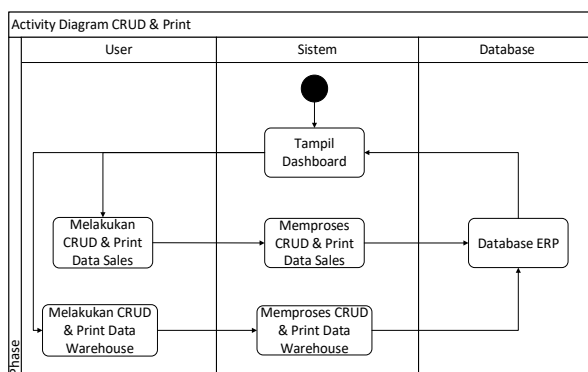 Activity Diagram CRUD & Print
User
Sistem
Database
Tampil
Dashboard
Melakukan
CRUD & Print
Data Sales
Memproses
CRUD & Print
Data Sales
Database ERP
Melakukan CRUD
& Print Data
Warehouse
Memproses CRUD
& Print Data
Warehouse
Phase